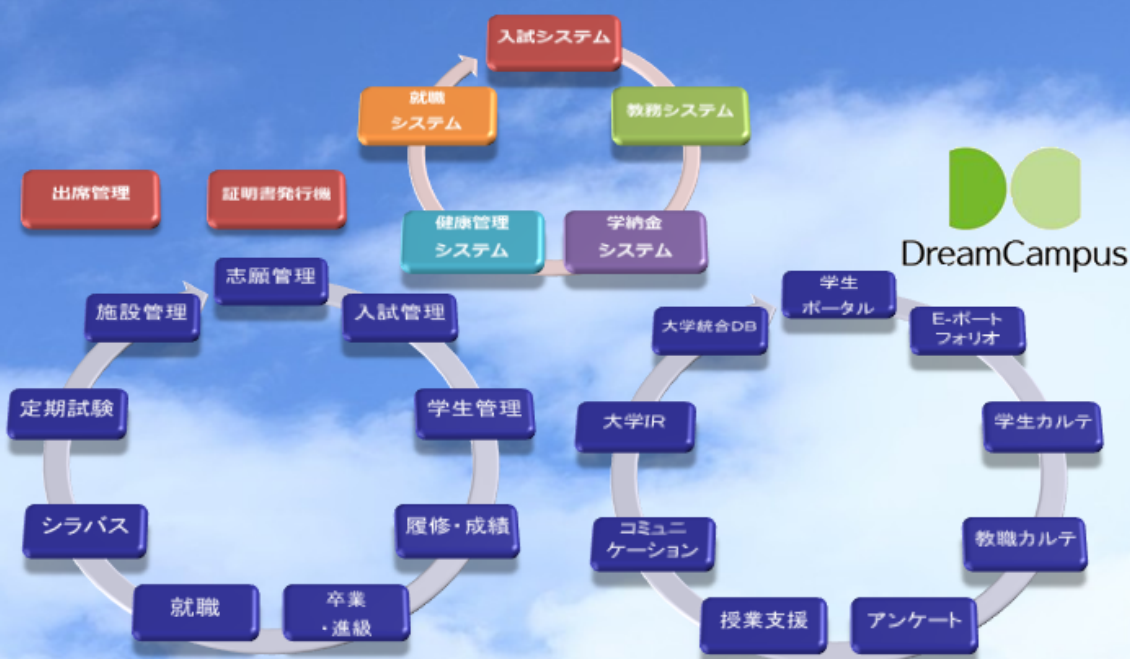 入試システム
就職
システム
教務システム
出席管理
証明書発行機
健康管理
システム
学納金
システム
DreamCampus
志願管理
施設管理
入試管理
定期試験
学生管理
シラバス
履修・成績
就職
卒業
・進級
学生
ポータル
大学統合DB
E-ポート
フォリオ
大学IR
学生カルテ
コミュニ
ケーション
教職カルテ
授業支援
アンケート